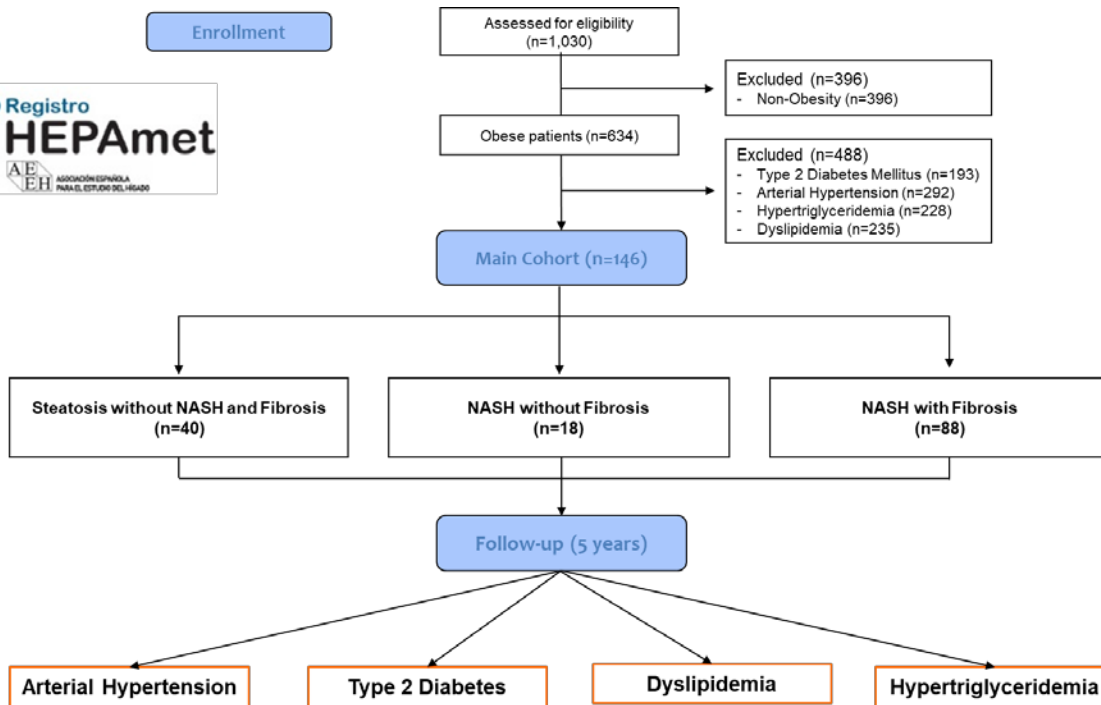 Enrollment
Assessed for eligibility
(n=1,030)
Excluded (n=396)
- Non-Obesity (n=396)
Registro
HEPAmet
AE
EH
ASOCIACIÓN ESPAÑOLA
PARA EL ESTUDIO DEL HÍGADO
Obese patients (n=634)
Excluded (n=488)
- Type 2 Diabetes Mellitus (n=193)
- Arterial Hypertension (n=292)
- Hypertriglyceridemia (n=228)
- Dyslipidemia (n=235)
Main Cohort (n=146)
Steatosis without NASH and Fibrosis
(n=40)
NASH without Fibrosis
(n=18)
NASH with Fibrosis
(n=88)
Follow-up (5 years)
Arterial Hypertension
Type 2 Diabetes
Dyslipidemia
Hypertriglyceridemia